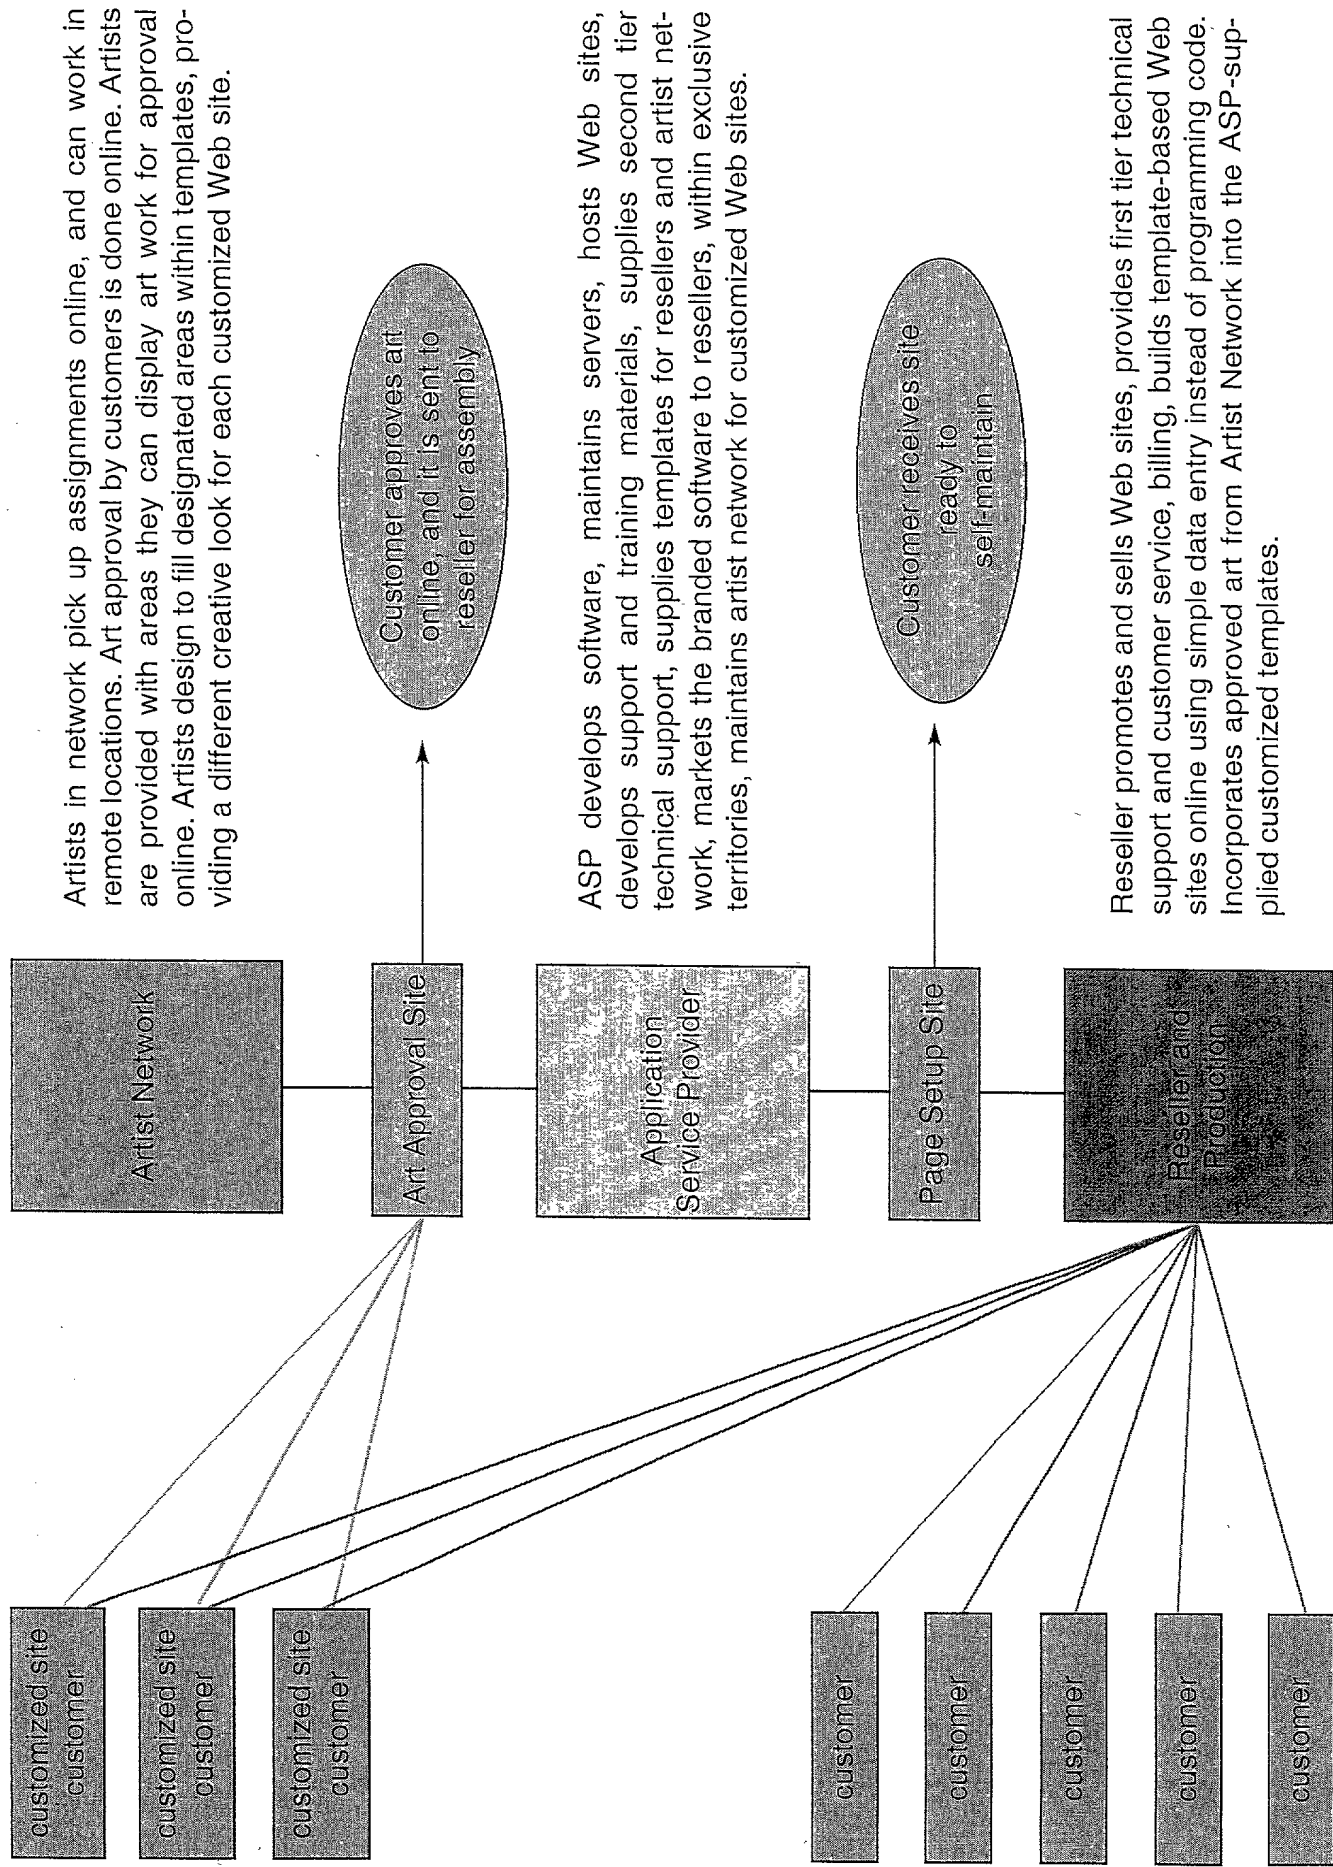 customized site
customer
customized site
customer
customized site
customer
customer
customer
customer
customer
customer
Artist Network
Art Approval Site
Application
Service Provider
Page Setup Site
Reseller and
Production
Artists in network pick up assignments online, and can work in
remote locations. Art approval by customers is done online. Artists
are provided with areas they can display art work for approval
online. Artists design to fill designated areas within templates, pro-
viding a different creative look for each customized Web site.
Customer approves art
online, and it is sent to
reseller for assembly
ASP develops software, maintains servers, hosts Web sites,
develops support and training materials, supplies second tier
technical support, supplies templates for resellers and artist net-
work, markets the branded software to resellers, within exclusive
territories, maintains artist network for customized Web sites.
Customer receives site
ready to
self-maintain
Reseller promotes and sells Web sites, provides first tier technical
support and customer service, billing, builds template-based Web
sites online using simple data entry instead of programming code.
Incorporates approved art from Artist Network into the ASP-sup-
plied customized templates.